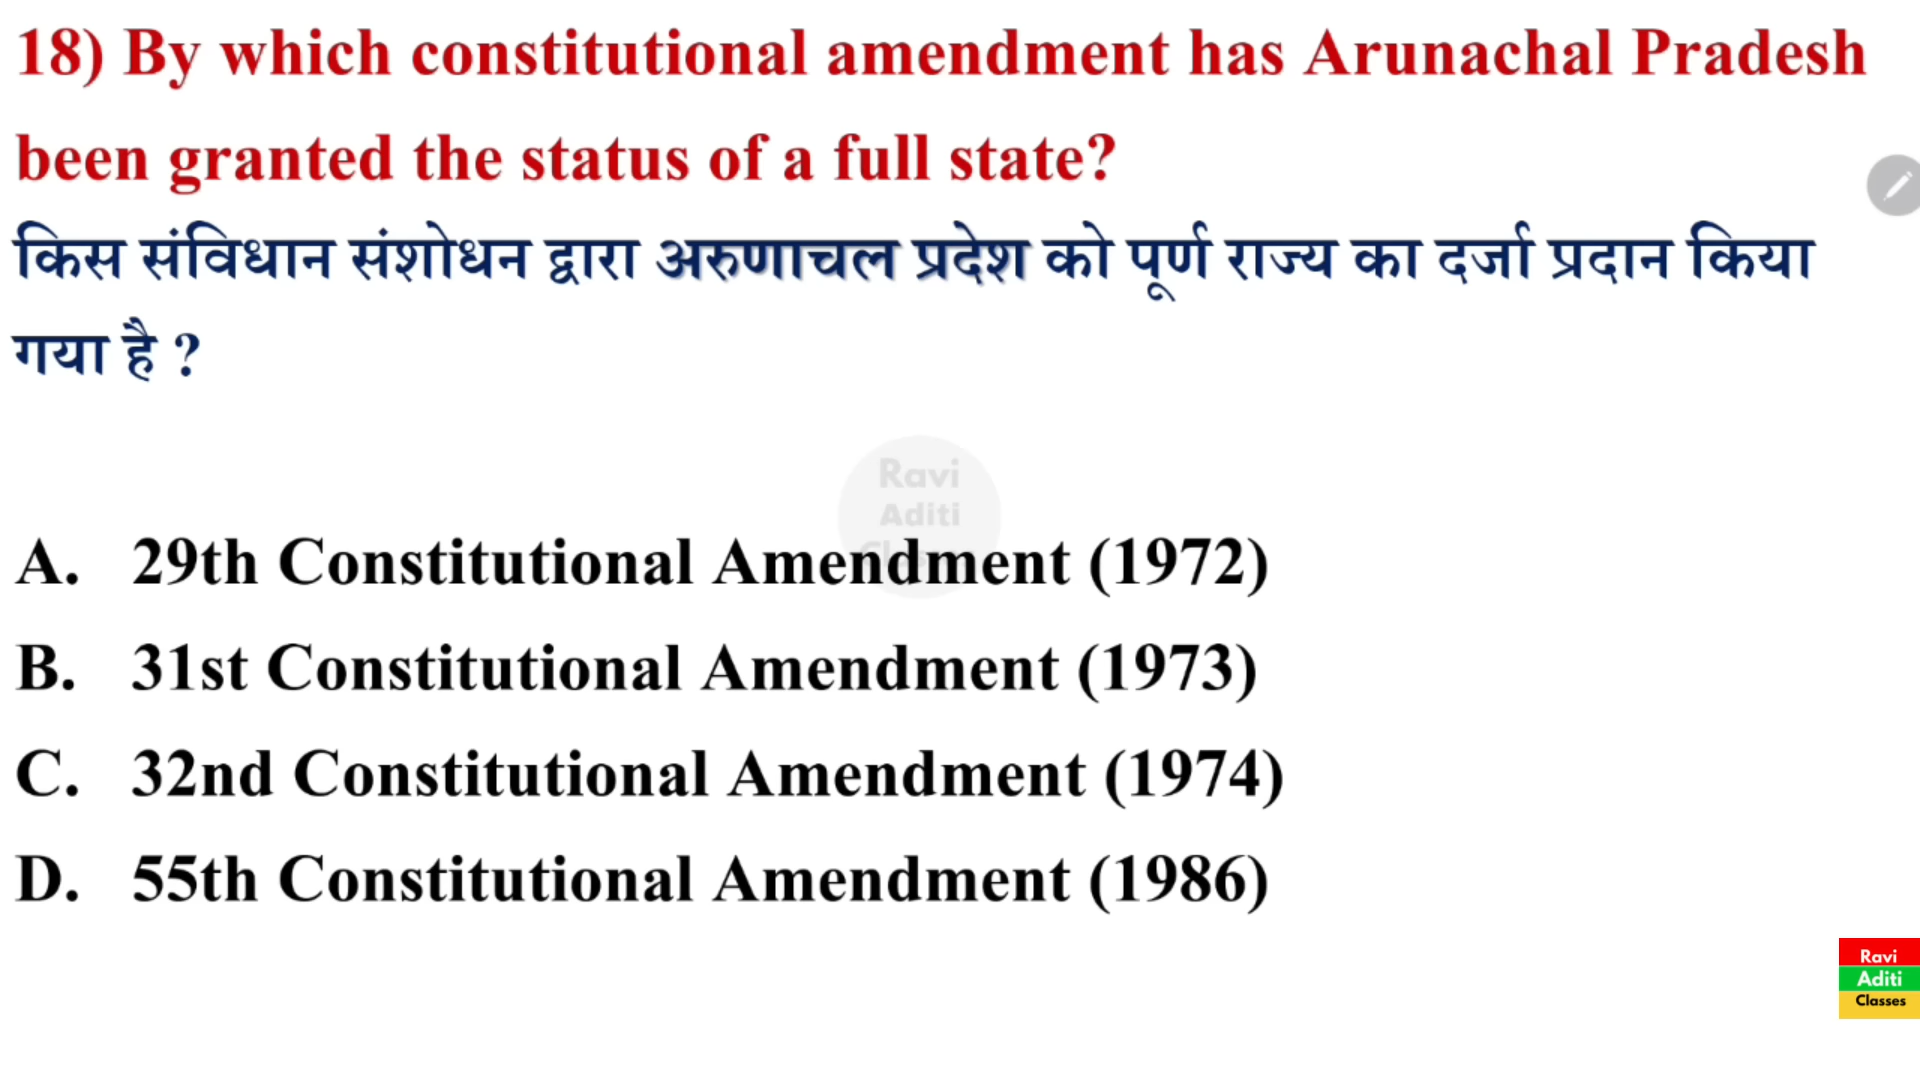 18) By which constitutional amendment has Arunachal Pradesh
been granted the status of a full state?
किस संविधान संशोधन द्वारा अरुणाचल प्रदेश को पूर्ण राज्य का दर्जा प्रदान किया
गया है ?
Ravi
Aditi
Classes
A. 29th Constitutional Amendment (1972)
B. 31st Constitutional Amendment (1973)
C. 32nd Constitutional Amendment (1974)
D. 55th Constitutional Amendment (1986)
Ravi
Aditi
Classes